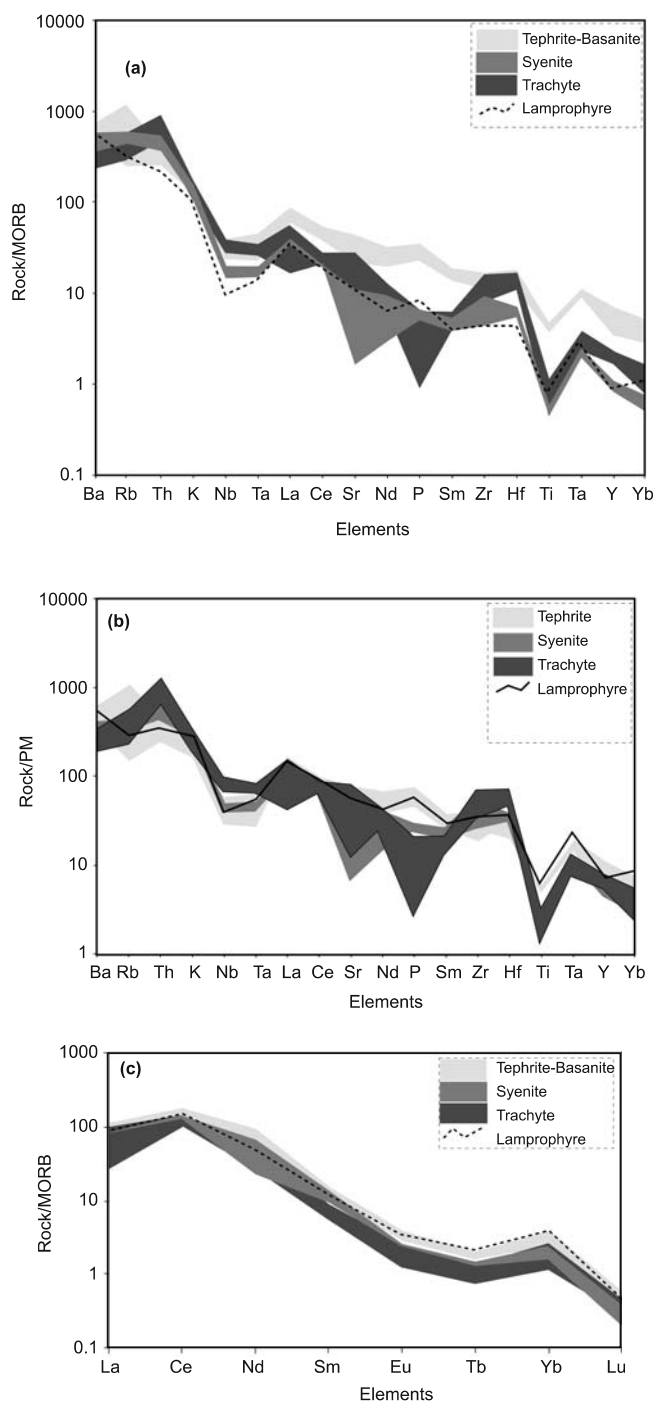 (a)
Tephrite-Basanite
Syenite
Trachyte
Lamprophyre
10000
1000
100
10
1
0.1
Rock/MORB
Ba Rb Th K Nb Ta La Ce Sr Nd P Sm Zr Hf Ti Ta Y Yb
Elements
(b)
Tephrite
Syenite
Trachyte
Lamprophyre
10000
1000
100
10
1
Rock/PM
Ba Rb Th K Nb Ta La Ce Sr Nd P Sm Zr Hf Ti Ta Y Yb
Elements
(c)
Tephrite-Basanite
Syenite
Trachyte
Lamprophyre
1000
100
10
1
0.1
Rock/MORB
La Ce Nd Sm Eu Tb Yb Lu
Elements